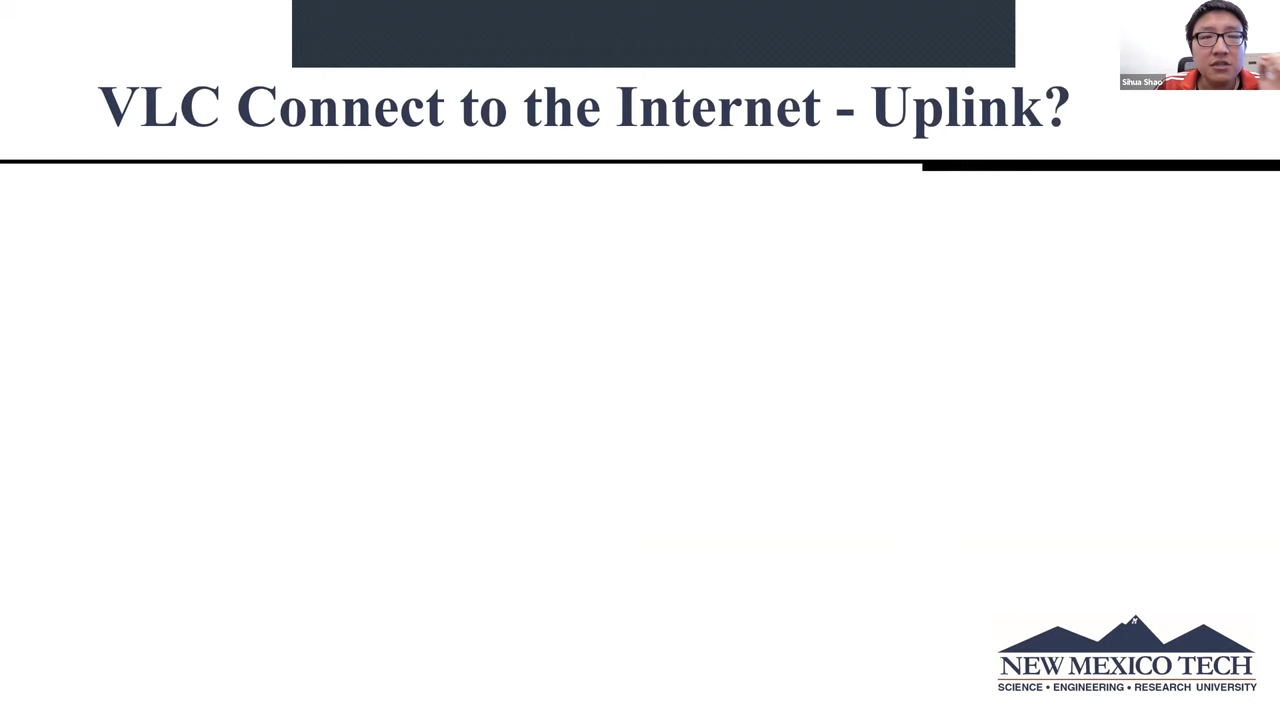 Sihua Shao
VLC Connect to the Internet - Uplink?
NEW MEXICO TECH
SCIENCE • ENGINEERING • RESEARCH UNIVERSITY